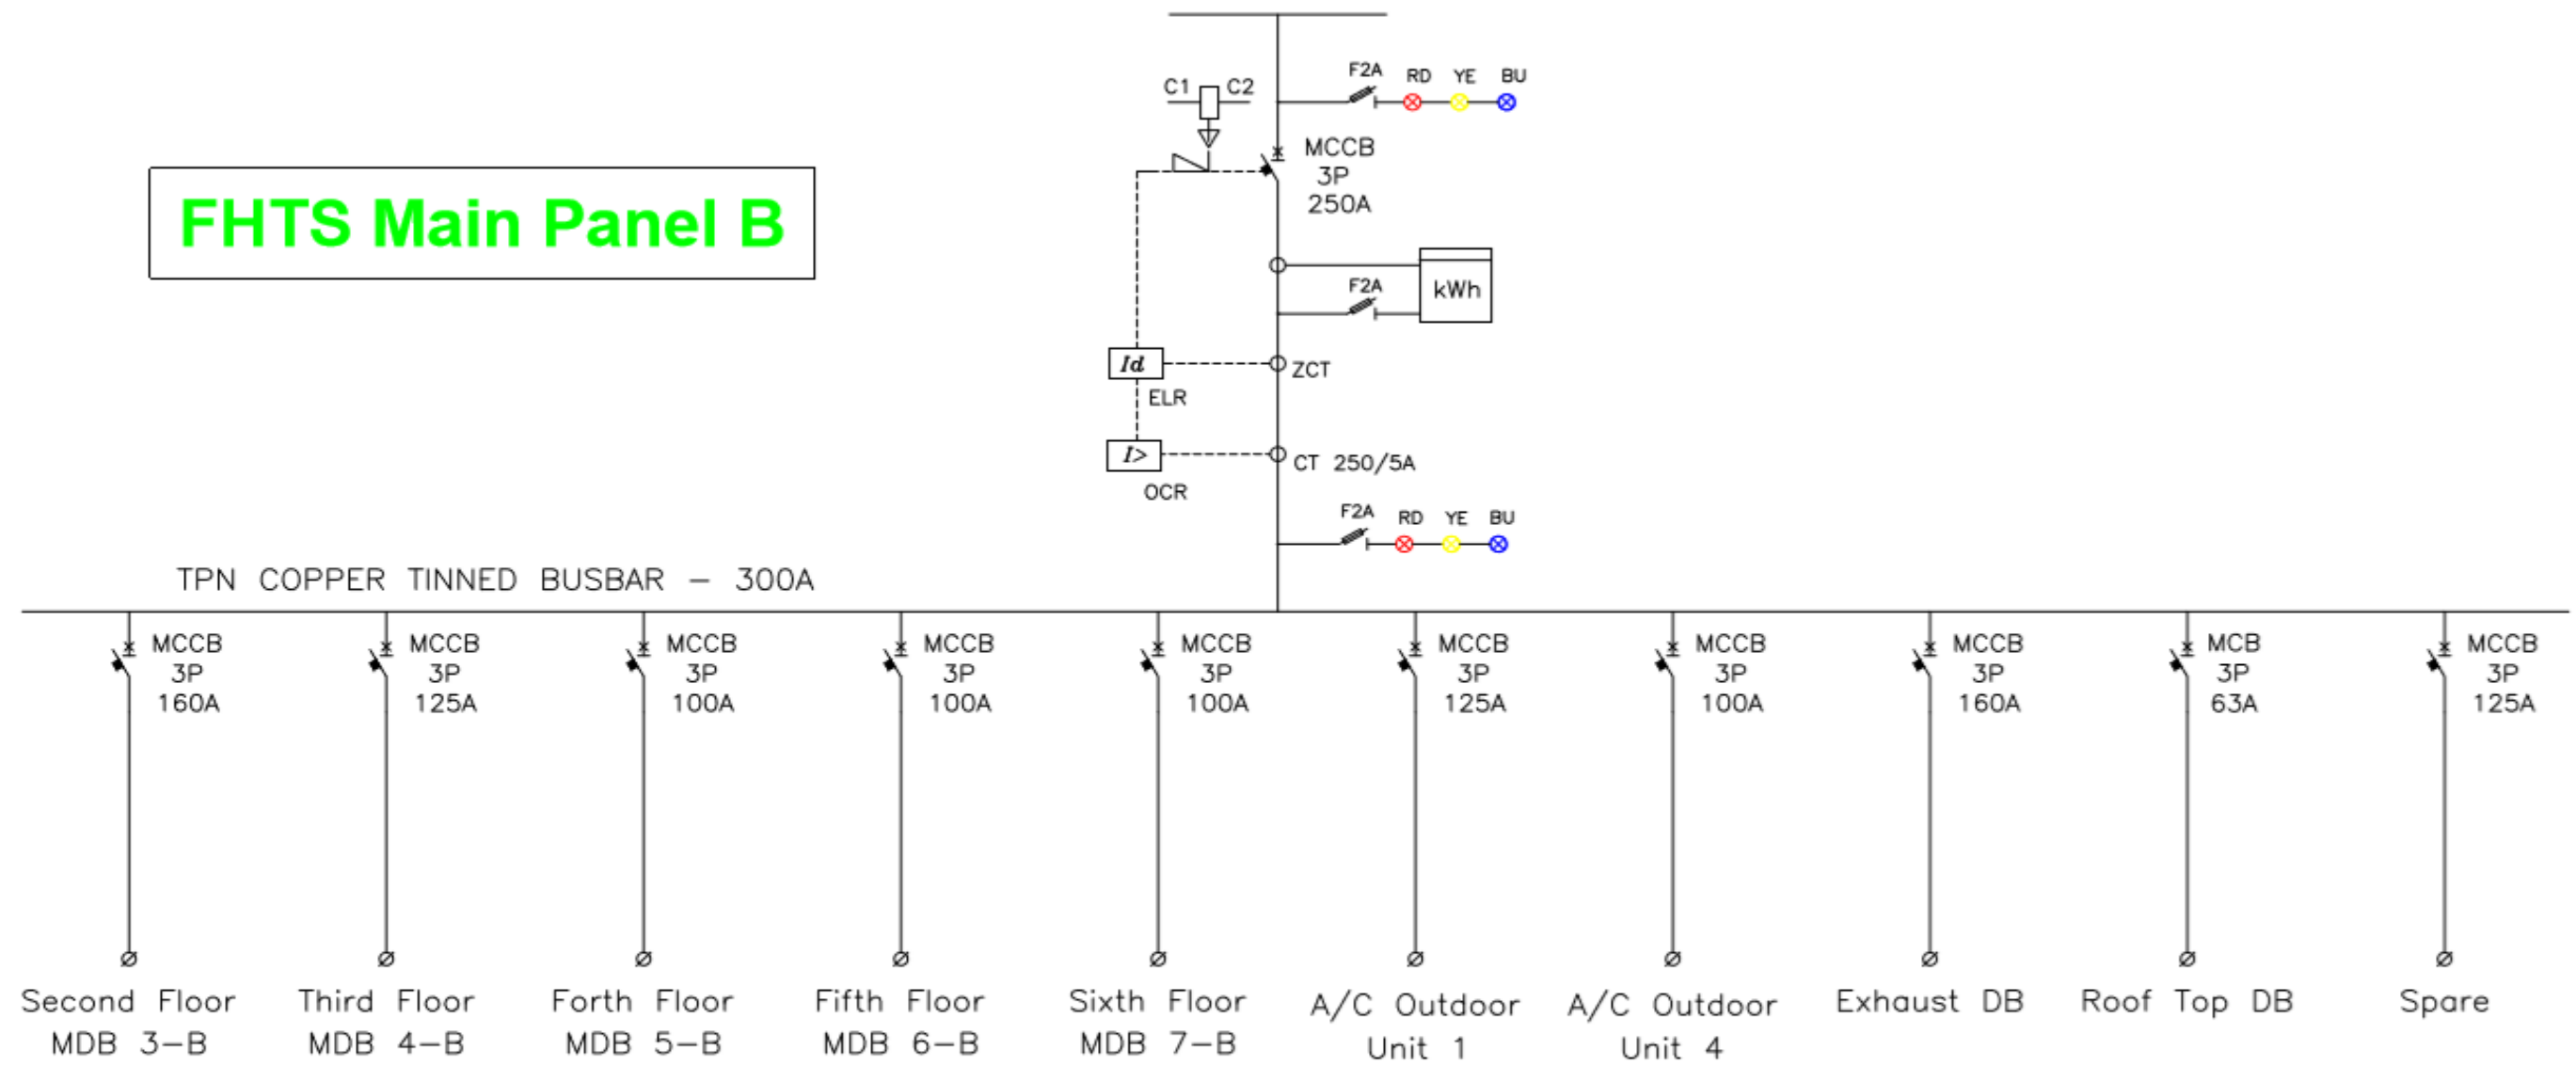 F2A RD YE BU
C1 C2
MCCB
3P
250A
FHTS Main Panel B
F2A
kWh
Id
ZCT
ELR
I>
CT 250/5A
OCR
F2A RD YE BU
TPN COPPER TINNED BUSBAR - 300A
MCCB
3P
160A
MCCB
3P
125A
MCCB
3P
100A
MCCB
3P
100A
MCCB
3P
100A
MCCB
3P
125A
MCCB
3P
100A
MCCB
3P
160A
MCB
3P
63A
MCCB
3P
125A
Second Floor
MDB 3-B
Third Floor
MDB 4-B
Forth Floor
MDB 5-B
Fifth Floor
MDB 6-B
Sixth Floor
MDB 7-B
A/C Outdoor
Unit 1
A/C Outdoor
Unit 4
Exhaust DB
Roof Top DB
Spare